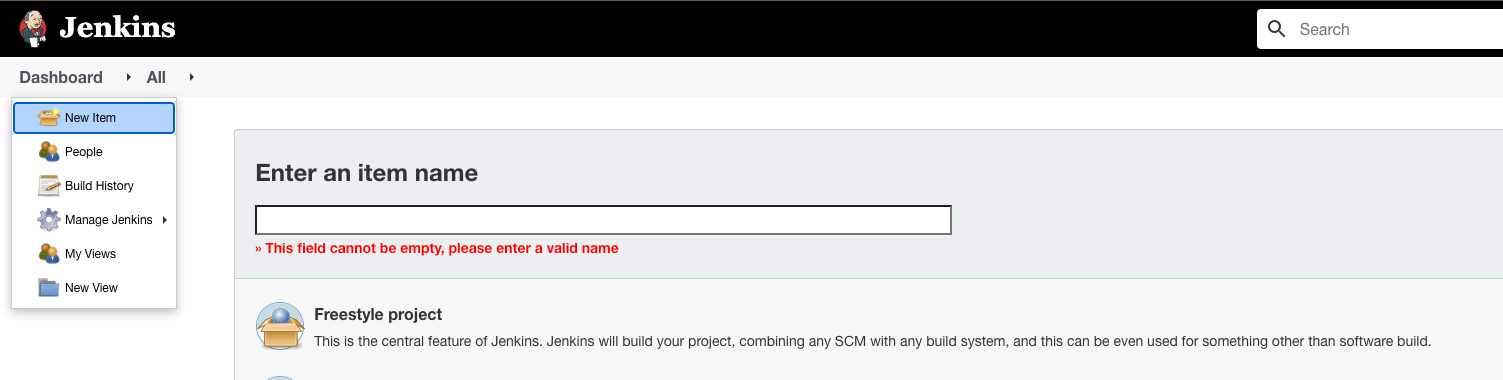 Jenkins
Search
Dashboard
All
New Item
People
Build History
Manage Jenkins
My Views
New View
Enter an item name
» This field cannot be empty, please enter a valid name
Freestyle project
This is the central feature of Jenkins. Jenkins will build your project, combining any SCM with any build system, and this can be even used for something other than software build.